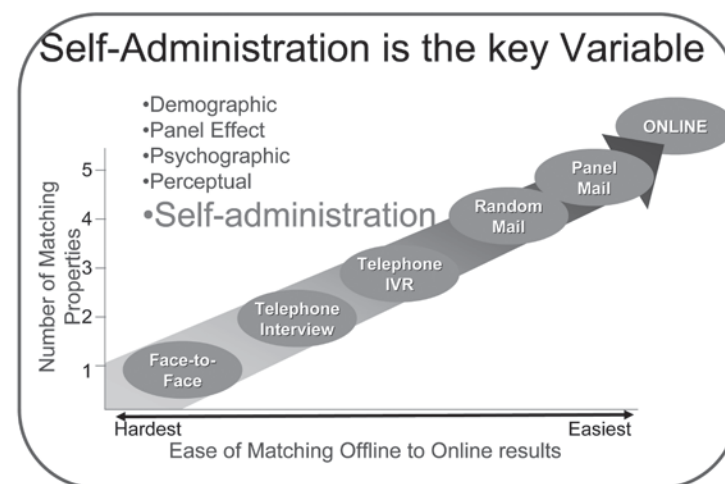 Self-Administration is the key Variable
•Demographic
•Panel Effect
•Psychographic
•Perceptual
•Self-administration
ONLINE
Panel
Mail
Random
Mail
Telephone
IVR
Telephone
Interview
Face-to-
Face
Number of Matching
Properties
5
4
3
2
1
Hardest
Easiest
Ease of Matching Offline to Online results